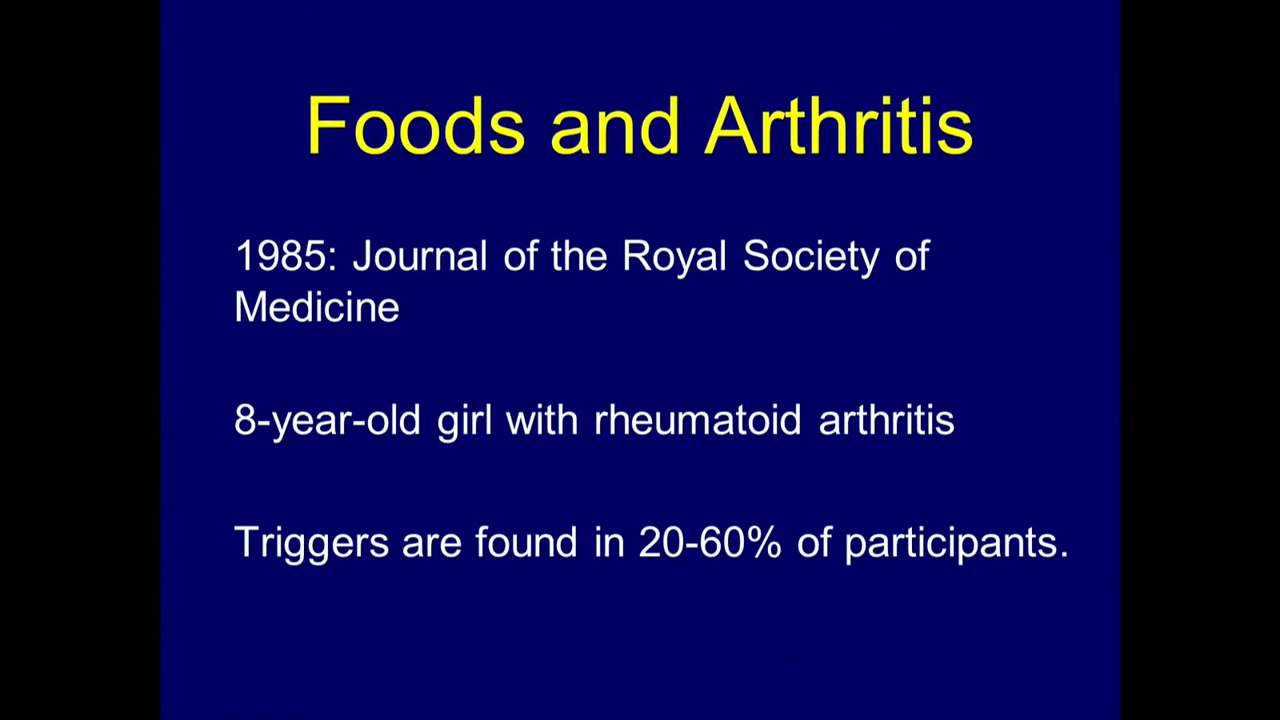 Foods and Arthritis
1985: Journal of the Royal Society of
Medicine
8-year-old girl with rheumatoid arthritis
Triggers are found in 20-60% of participants.